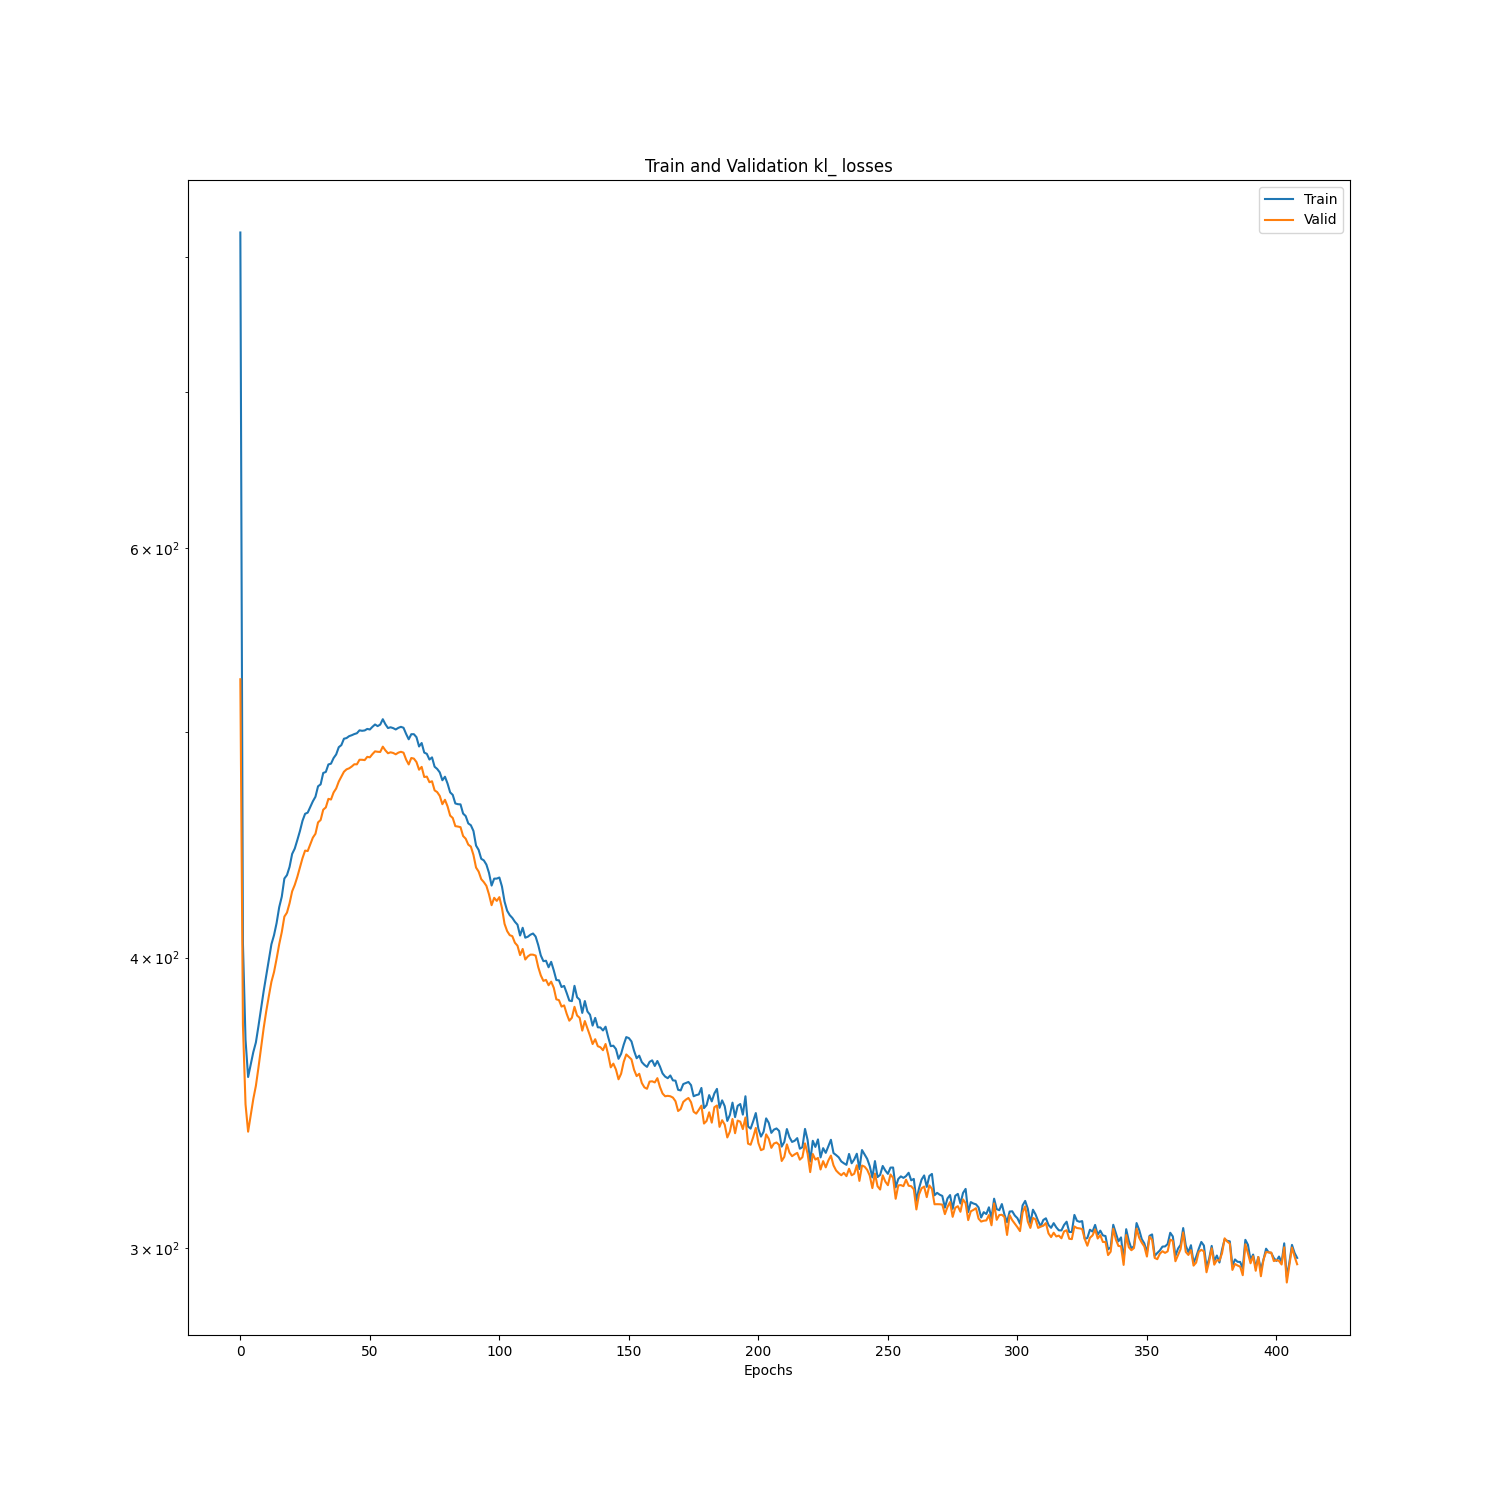 Train and Validation kl_ losses
Train
Valid
6 × 10²
4 × 10²
3 × 10²
0 50 100 150 200 250 300 350 400
Epochs